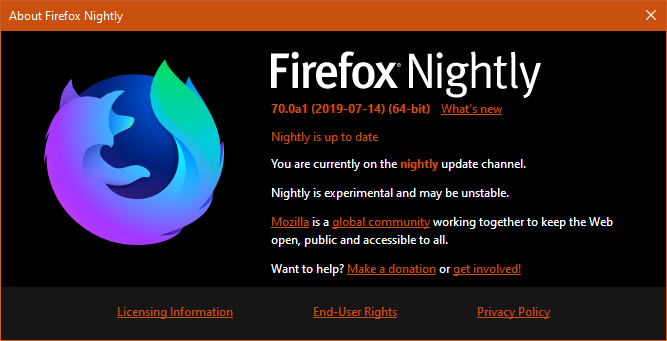 About Firefox Nightly
Firefox® Nightly
70.0a1 (2019-07-14) (64-bit) What's new
Nightly is up to date
You are currently on the nightly update channel.
Nightly is experimental and may be unstable.
Mozilla is a global community working together to keep the Web
open, public and accessible to all.
Want to help? Make a donation or get involved!
Licensing Information End-User Rights Privacy Policy